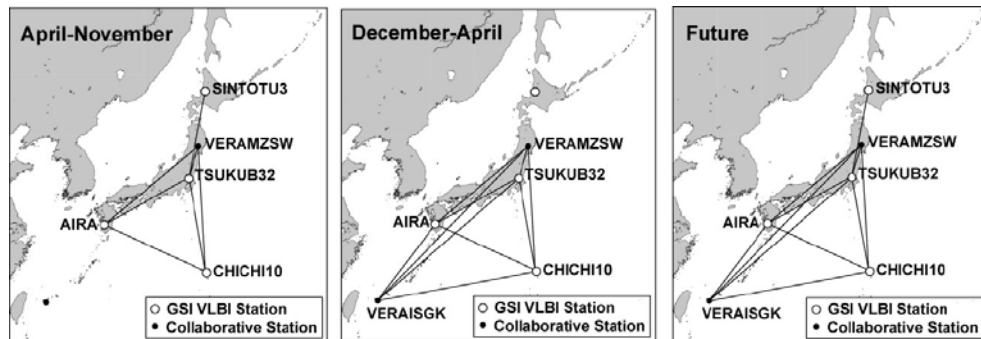 April-November
SINTOTU3
VERAMZSW
TSUKUB32
AIRA
CHICHI10
GSI VLBI Station
Collaborative Station
December-April
VERAMZSW
TSUKUB32
AIRA
CHICHI10
VERAISGK
GSI VLBI Station
Collaborative Station
Future
SINTOTU3
VERAMZSW
TSUKUB32
AIRA
CHICHI10
VERAISGK
GSI VLBI Station
Collaborative Station